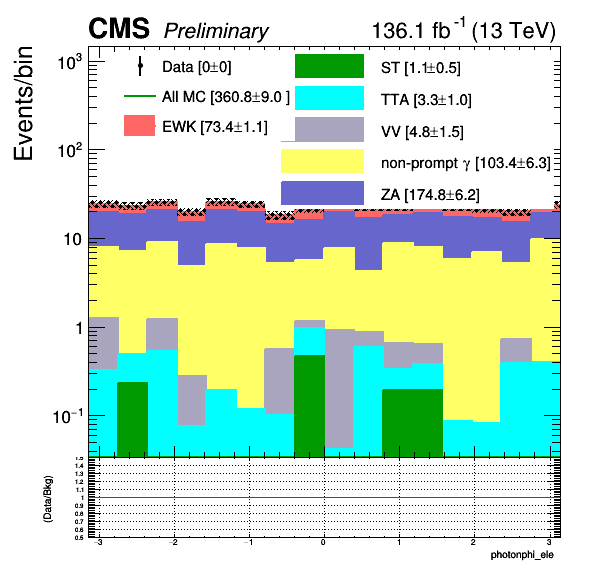 CMS Preliminary 136.1 fb⁻¹ (13 TeV)
Events/bin
10³
10²
10
1
10⁻¹
Data [0±0]
All MC [360.8±9.0 ]
EWK [73.4±1.1]
ST [1.1±0.5]
TTA [3.3±1.0]
VV [4.8±1.5]
non-prompt γ [103.4±6.3]
ZA [174.8±6.2]
(Data/Bkg)
1.5
1.4
1.3
1.2
1.1
1
0.9
0.8
0.7
0.6
0.5
−3 −2 −1 0 1 2 3
photonphi_ele